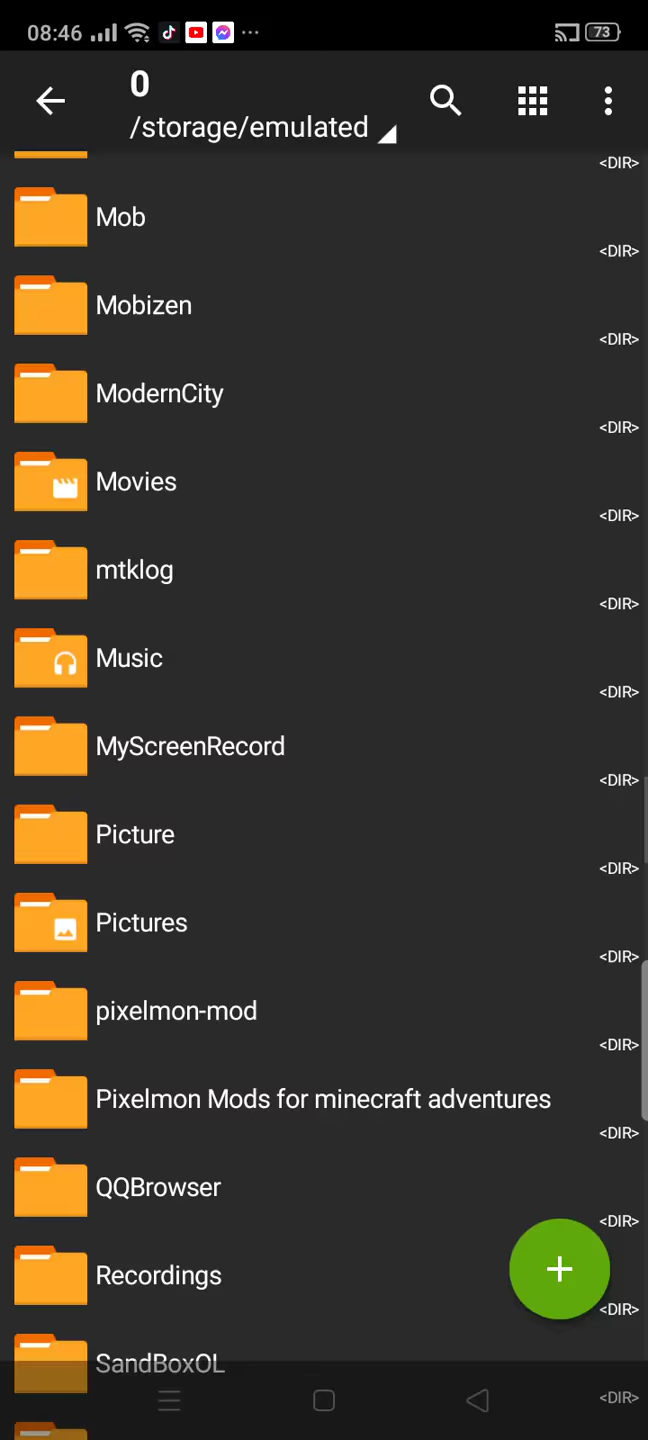 08:46
73
0
/storage/emulated
<DIR>
Mob
<DIR>
Mobizen
<DIR>
ModernCity
<DIR>
Movies
<DIR>
mtklog
<DIR>
Music
<DIR>
MyScreenRecord
<DIR>
Picture
<DIR>
Pictures
<DIR>
pixelmon-mod
<DIR>
Pixelmon Mods for minecraft adventures
<DIR>
QQBrowser
<DIR>
Recordings
<DIR>
SandBoxOL
<DIR>